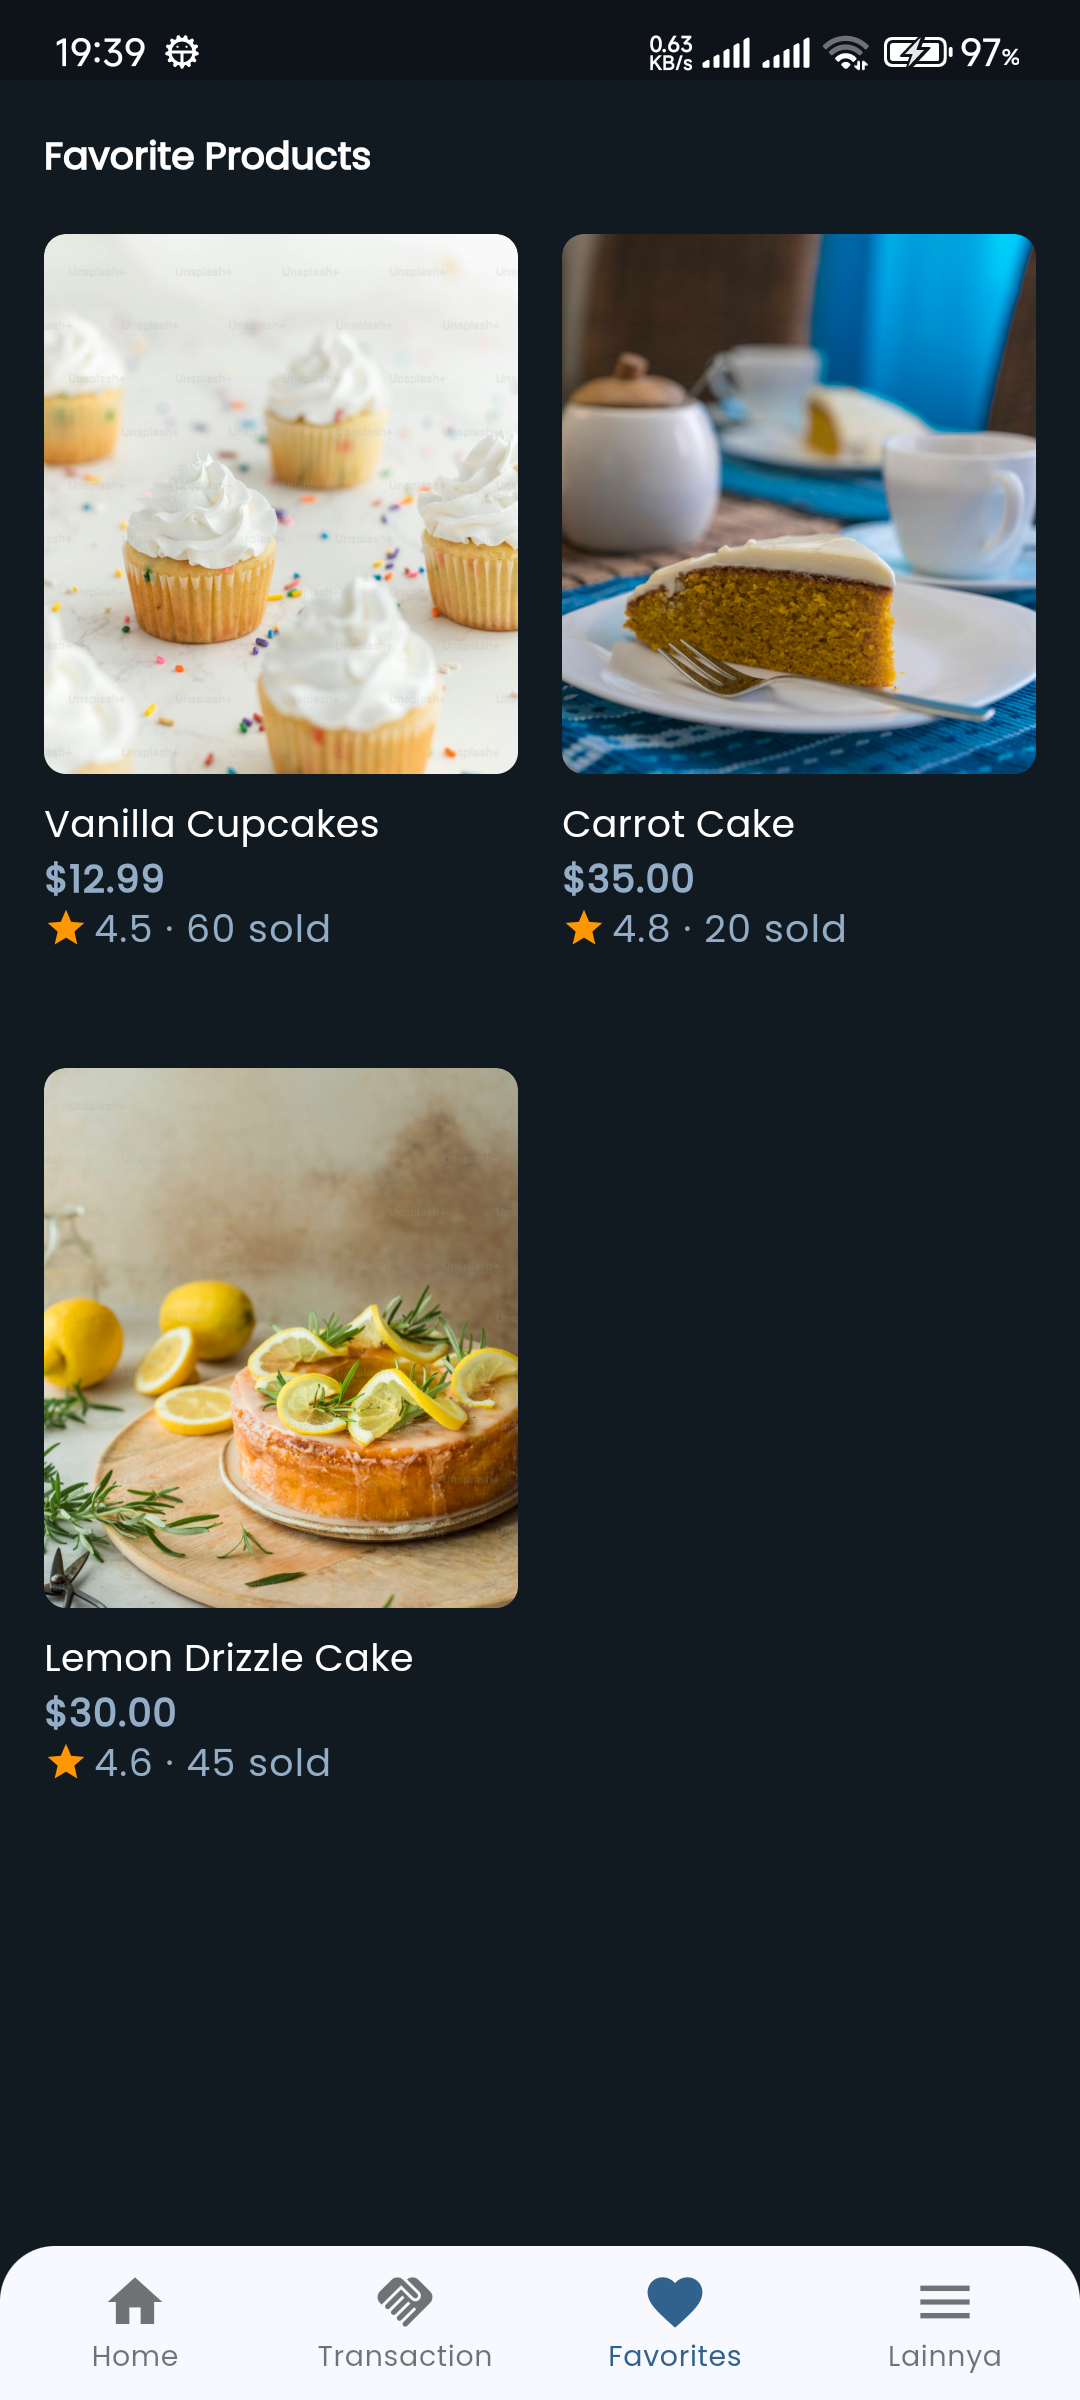 19:39
0.63
KB/s
97%
Favorite Products
Unsplash+
Vanilla Cupcakes
$12.99
4.5 · 60 sold
Carrot Cake
$35.00
4.8 · 20 sold
Lemon Drizzle Cake
$30.00
4.6 · 45 sold
Home
Transaction
Favorites
Lainnya